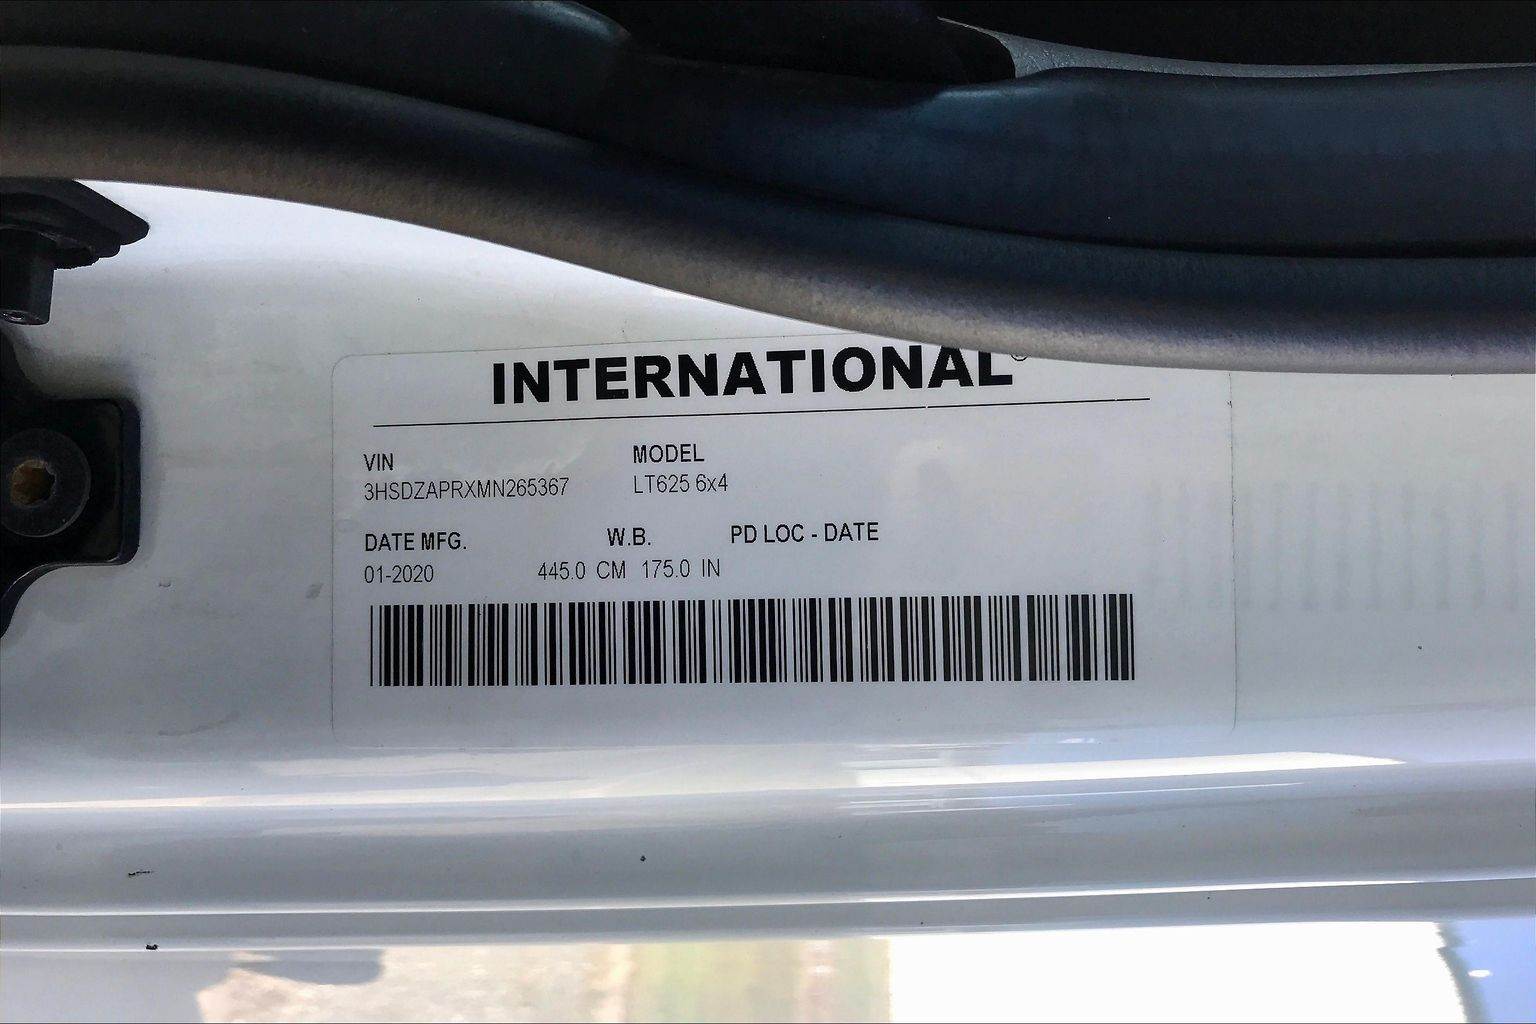 INTERNATIONAL®
VIN MODEL
3HSDZAPRXMN265367 LT625 6x4
DATE MFG. W.B. PD LOC - DATE
01-2020 445.0 CM 175.0 IN